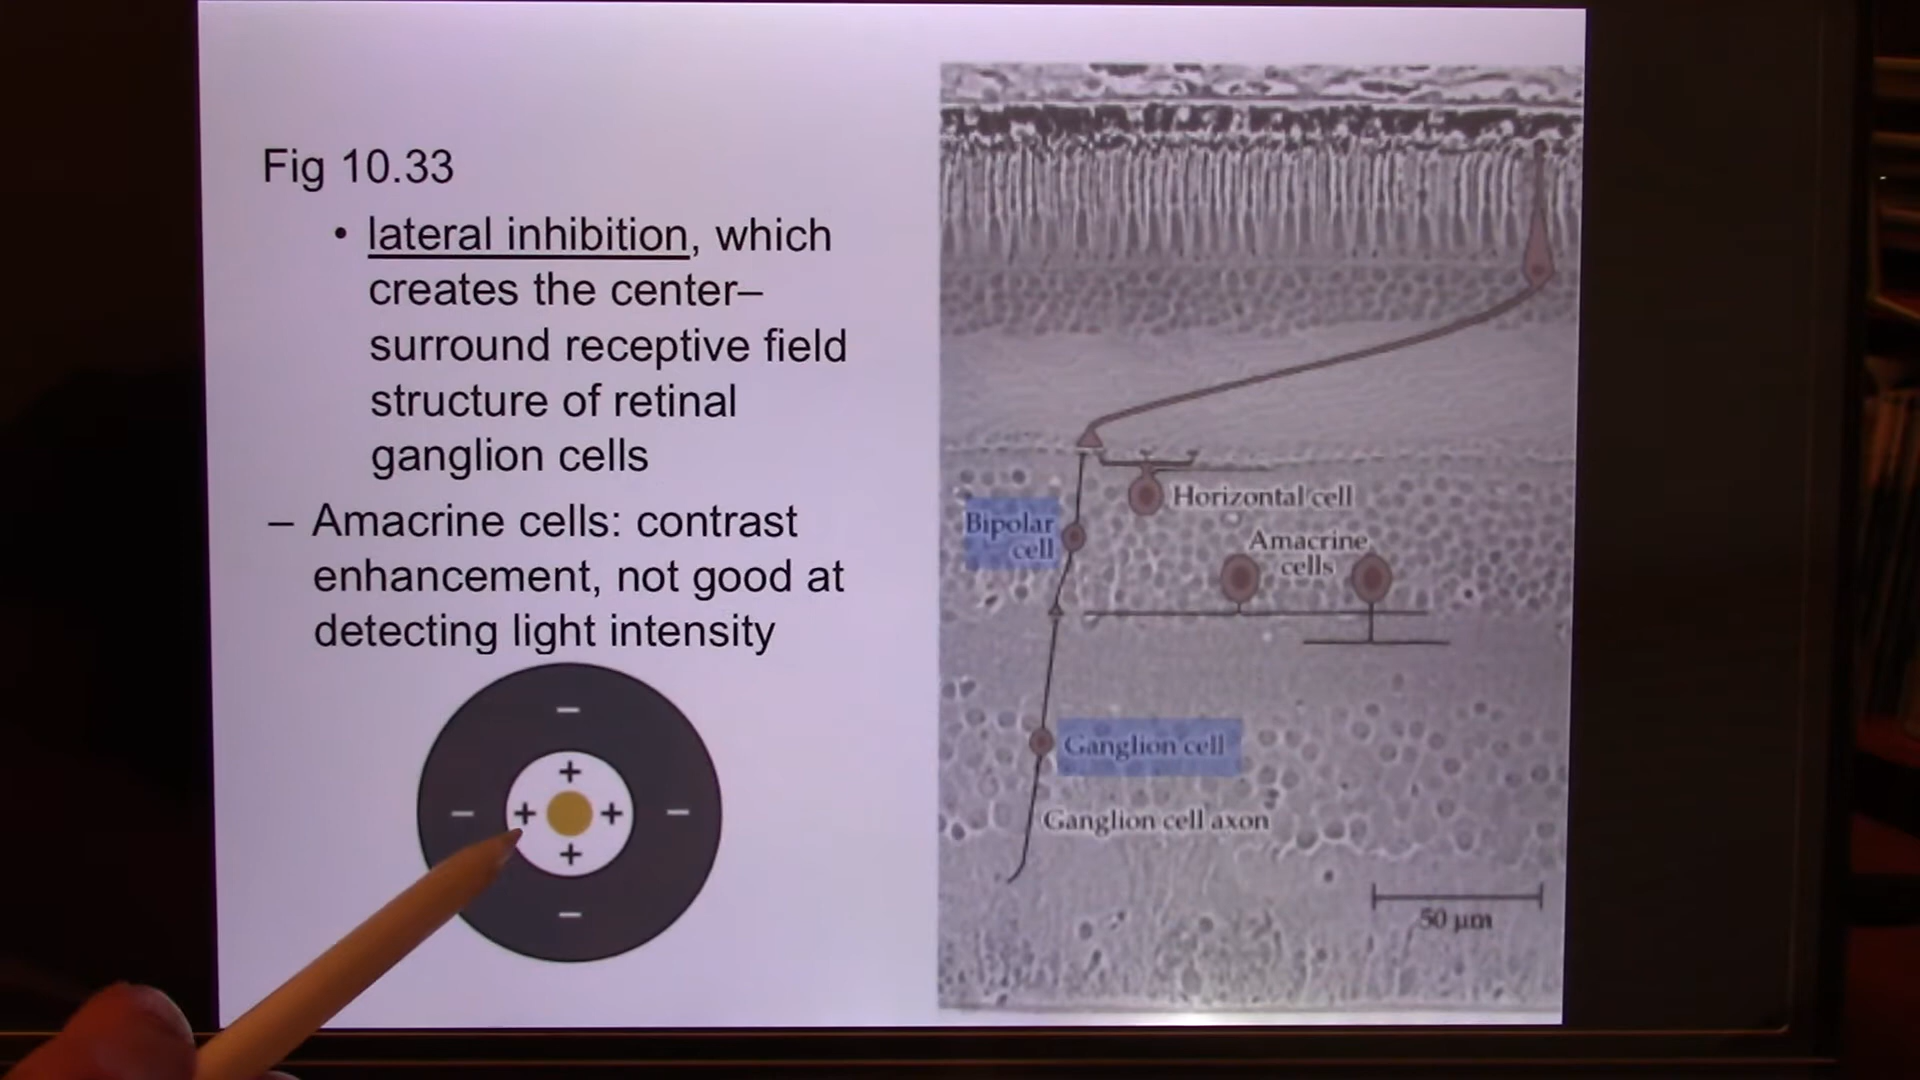 Fig 10.33
• lateral inhibition, which
creates the center–
surround receptive field
structure of retinal
ganglion cells
– Amacrine cells: contrast
enhancement, not good at
detecting light intensity
−
+
− + + −
+
−
Horizontal cell
Bipolar
cell
Amacrine
cells
Ganglion cell
Ganglion cell axon
50 µm